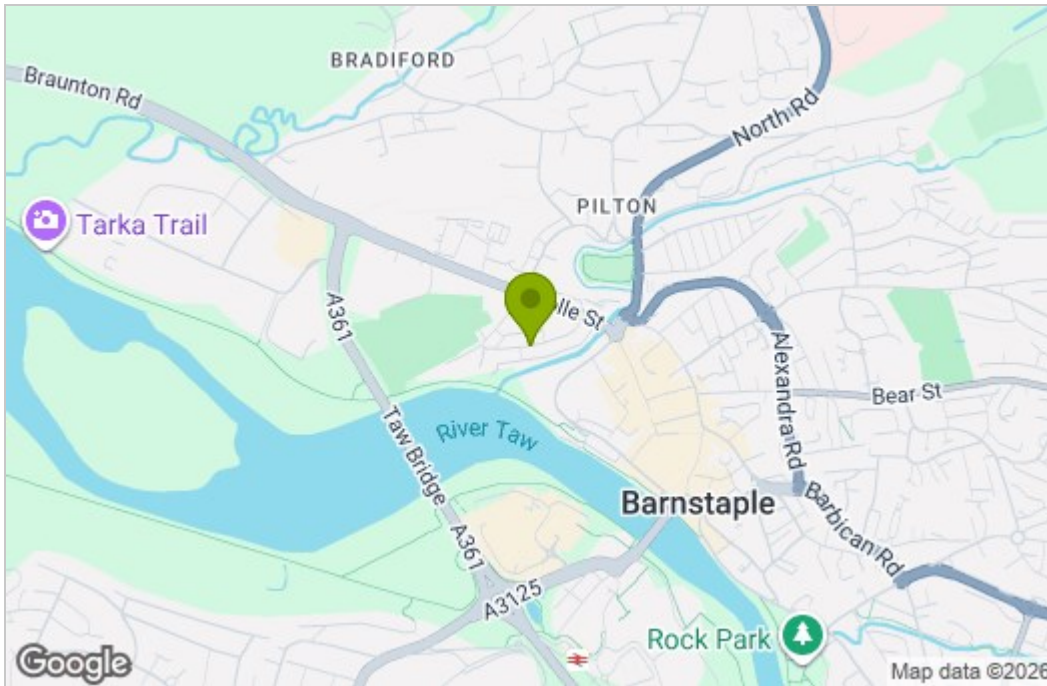 BRADIFORD
Braunton Rd
North Rd
PILTON
Tarka Trail
A361
olle St
Alexandra Rd
Bear St
Taw Bridge
River Taw
Barnstaple
Barbican Rd
A361
A3125
Rock Park
Google
Map data ©2026